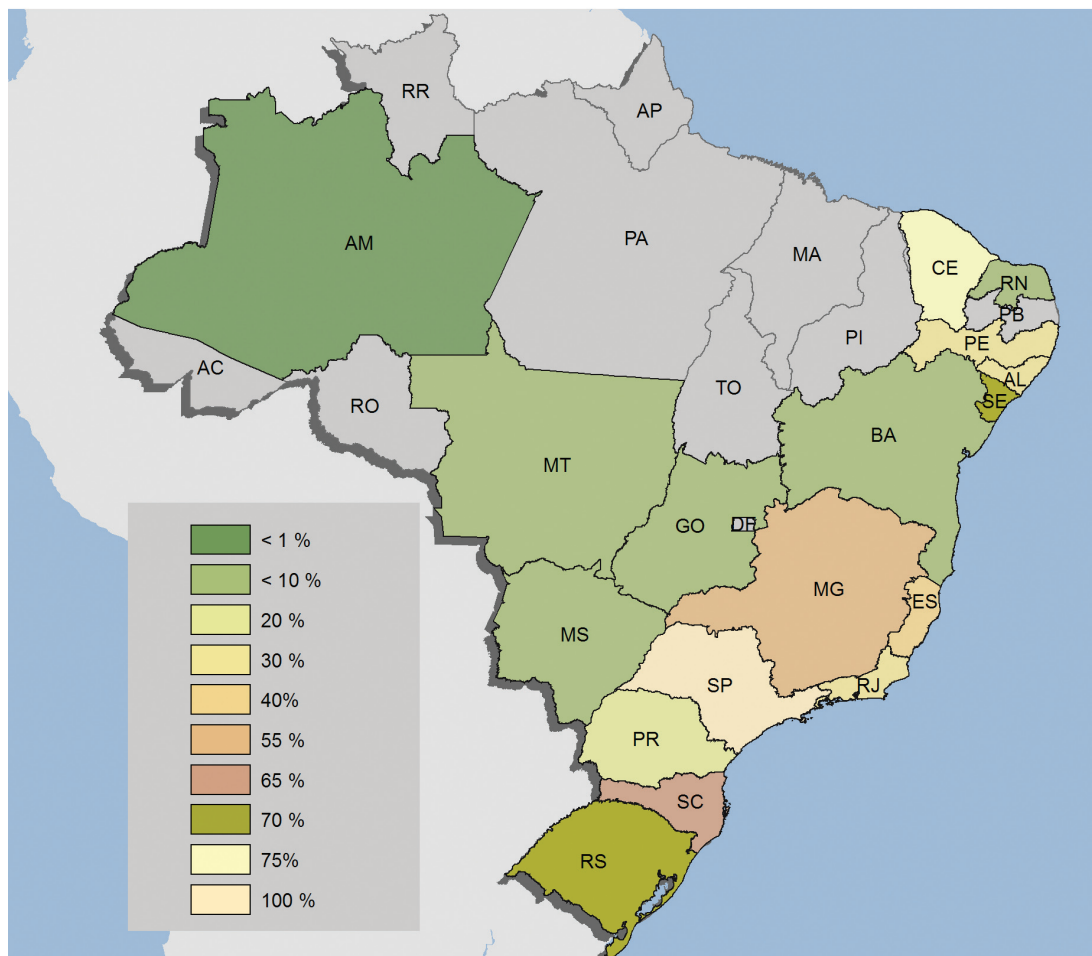 RR
AP
AM
PA
MA
CE
RN
PB
PE
PI
AC
TO
AL
SE
RO
BA
MT
GO
DF
MG
ES
MS
SP
RJ
PR
SC
RS
< 1 %
< 10 %
20 %
30 %
40%
55 %
65 %
70 %
75%
100 %